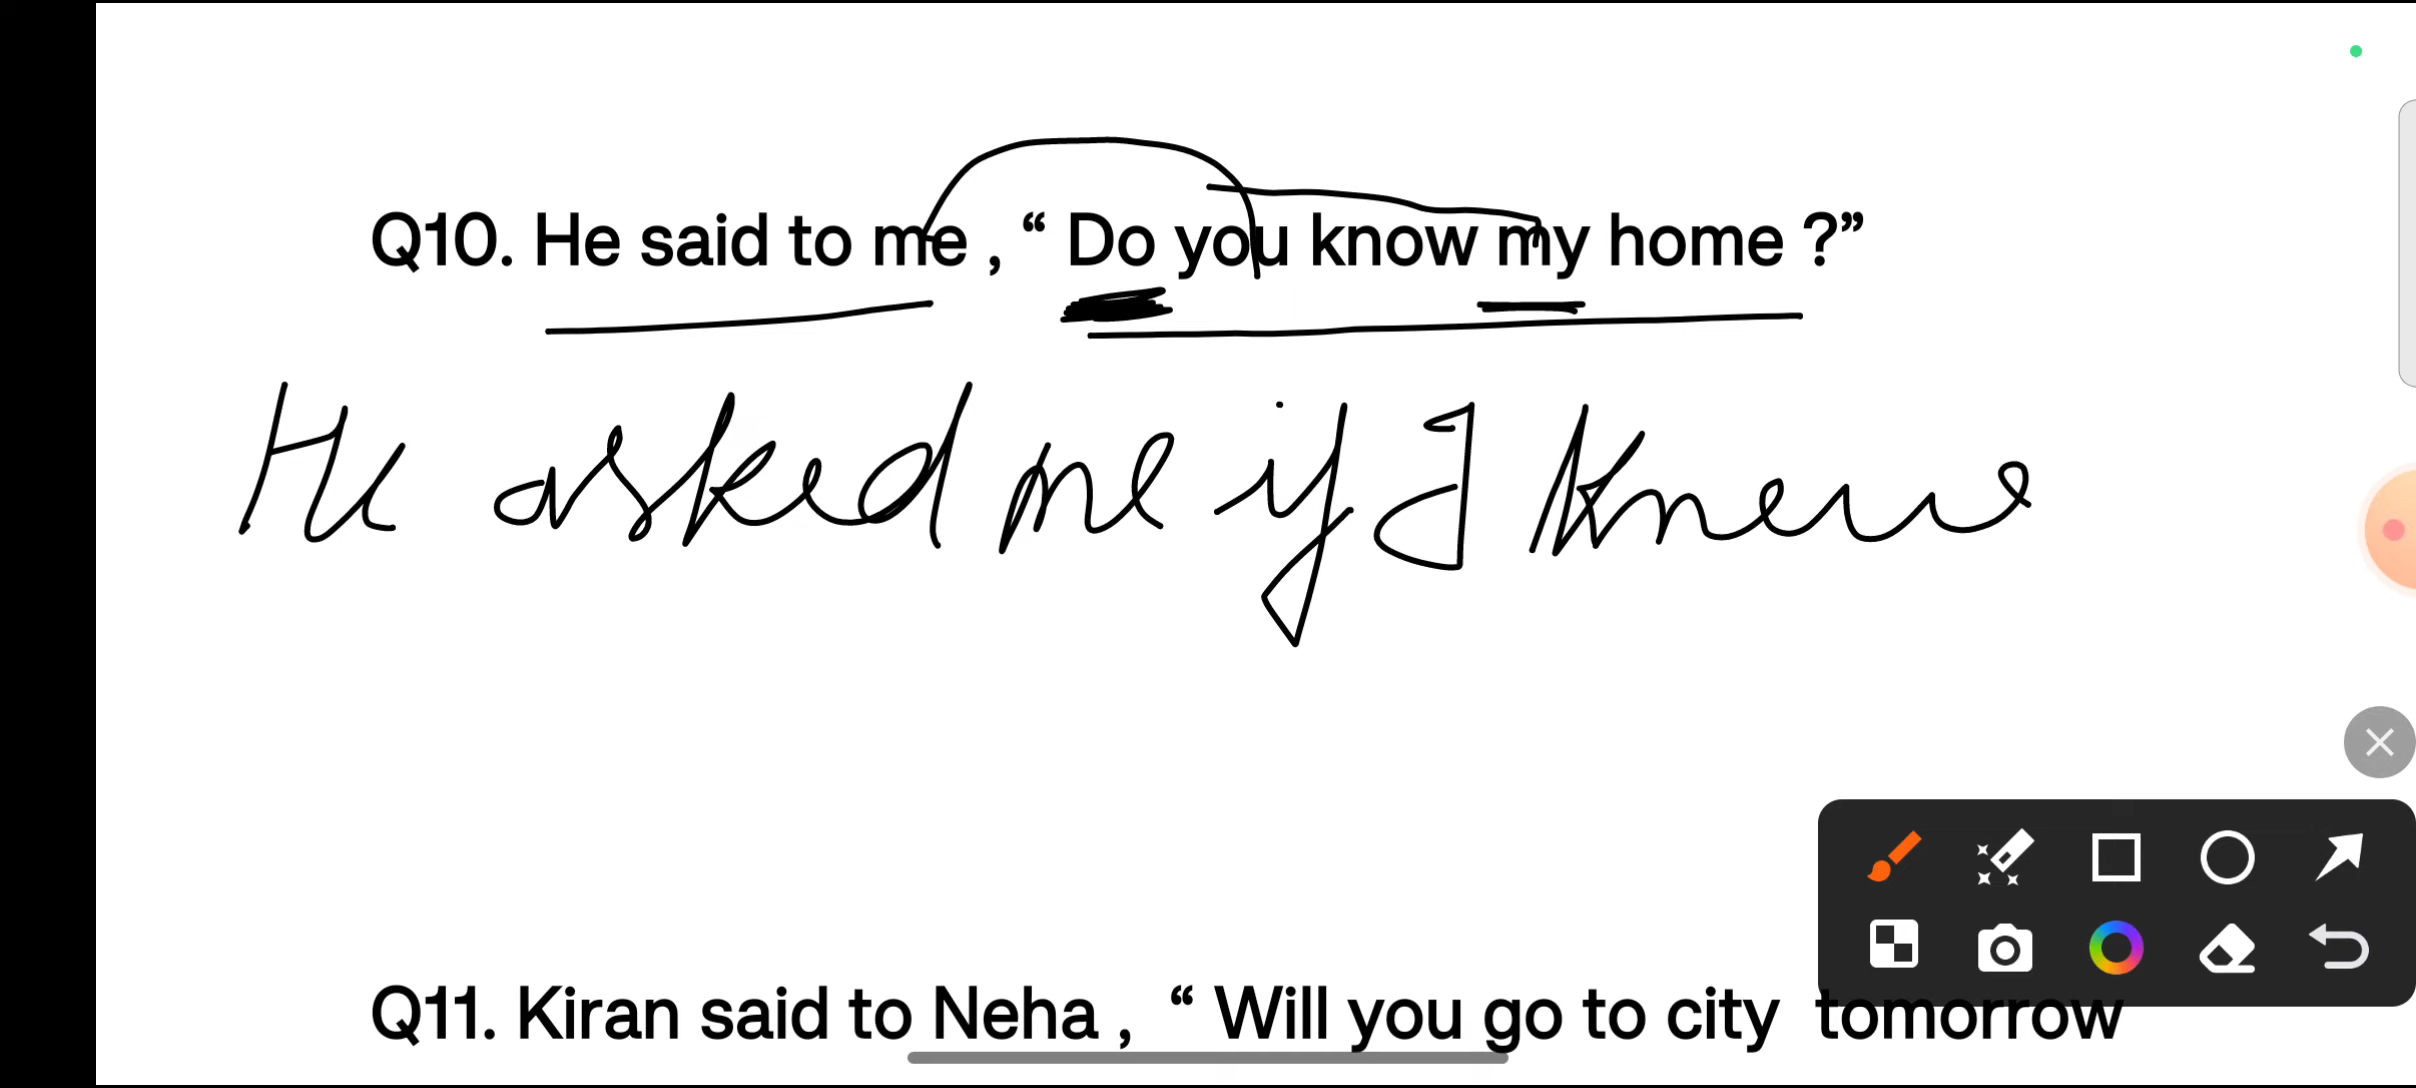 Q10. He said to me , “ Do you know my home ?”
He asked me if I knew
Q11. Kiran said to Neha , “ Will you go to city tomorrow